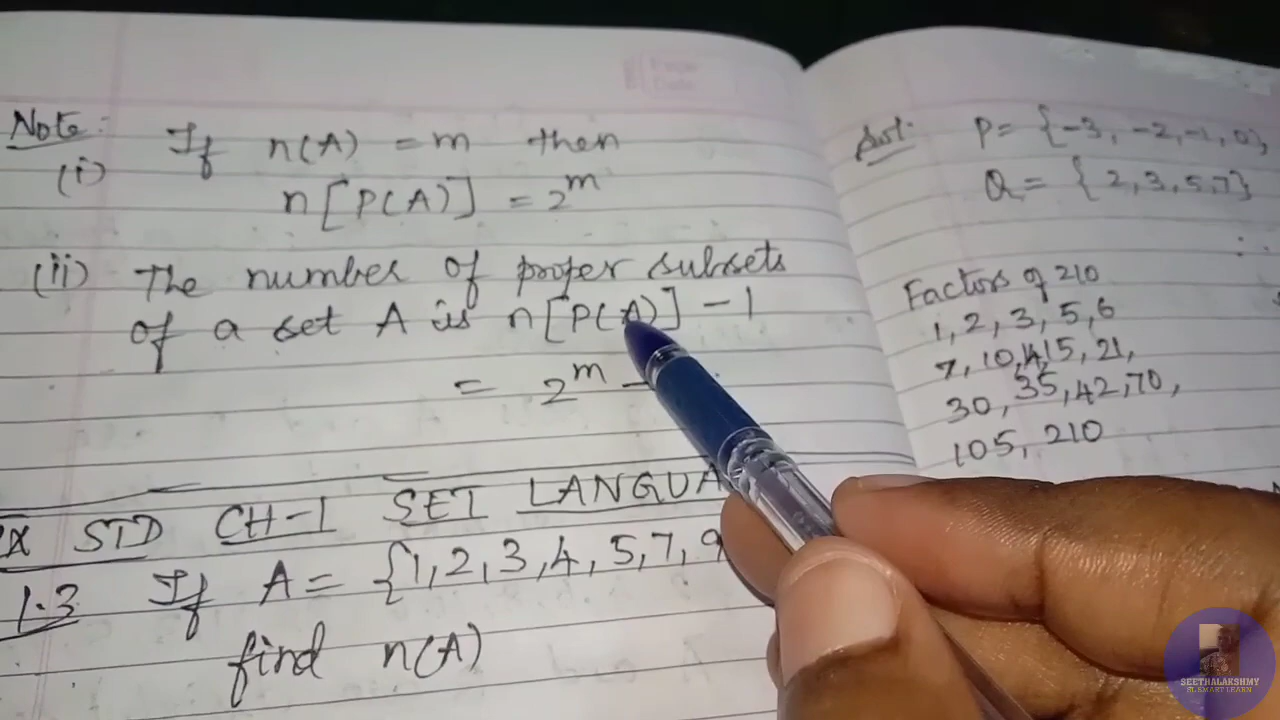 Note:
If n(A) = m then
(i) n[P(A)] = 2^m
(ii) The number of proper subsets
of a set A is n[P(A)] - 1
= 2^m -
IX STD CH-1 SET LANGUA
1.3 If A = {1, 2, 3, 4, 5, 7, 9
find n(A)
P = {-3, -2, -1, 0},
Q = {2, 3, 5, 7}
Factors of 210
1, 2, 3, 5, 6
7, 10, 14, 15, 21,
30, 35, 42, 70,
105, 210
SEETHALAKSHMY